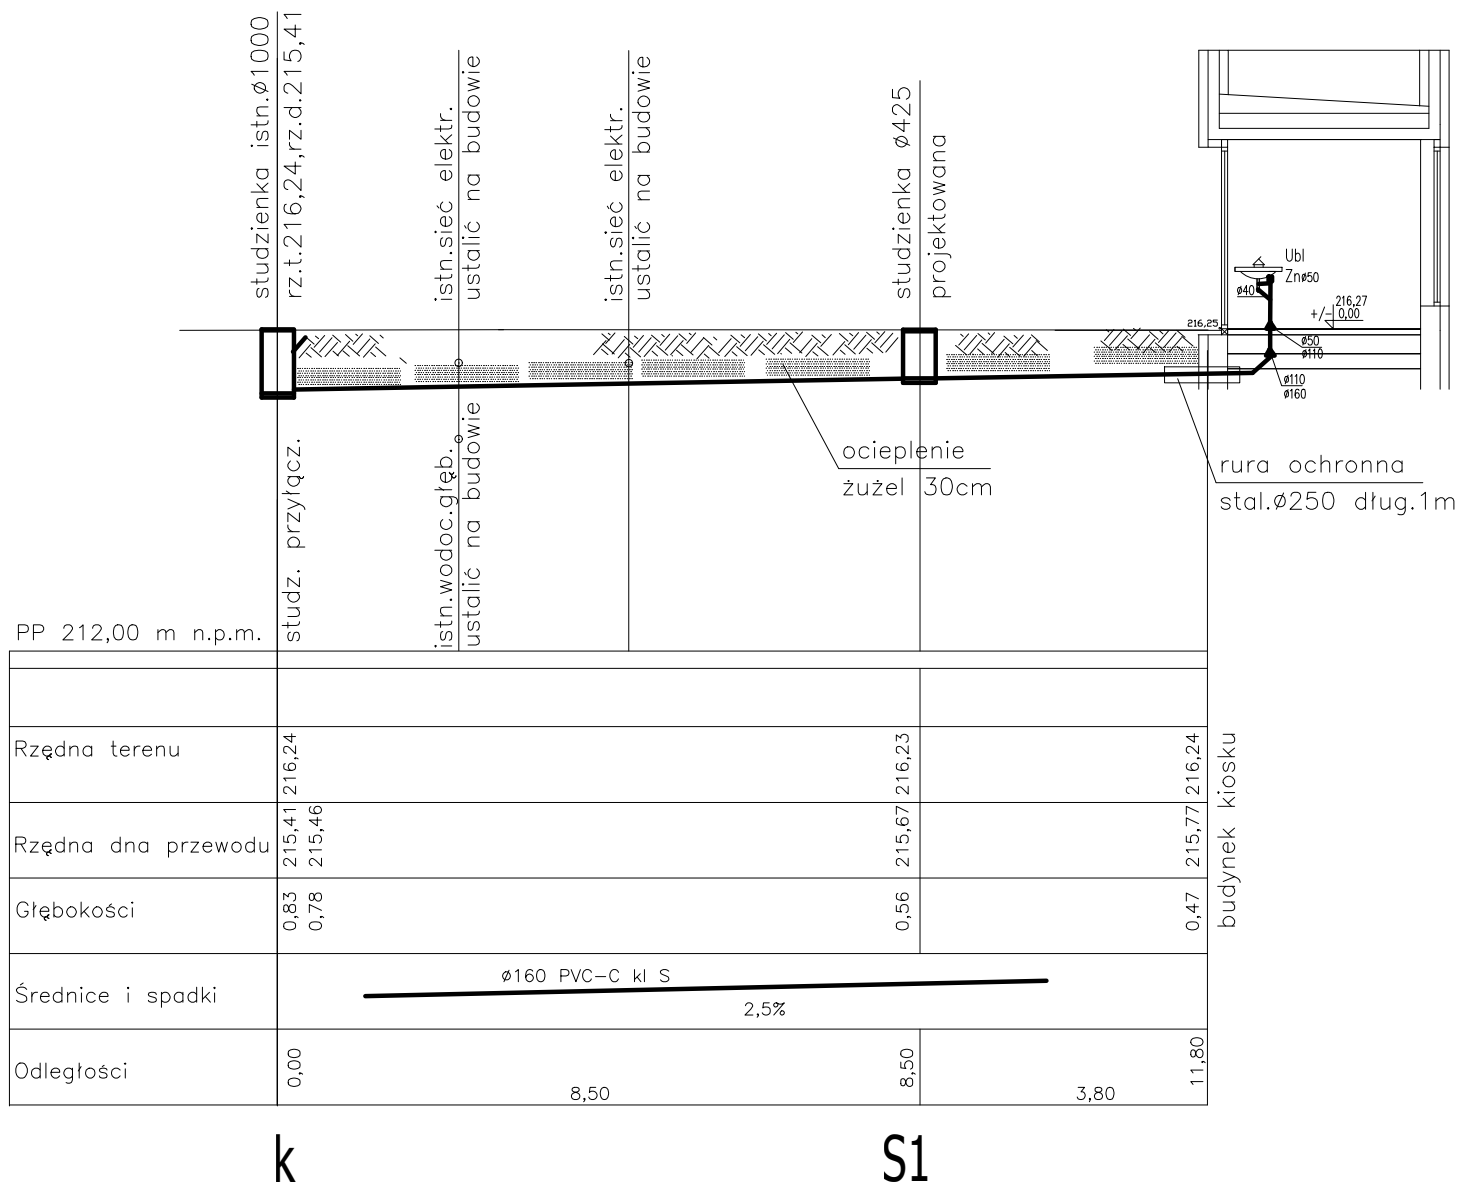 studzienka istn.ø1000
rz.t.216,24,rz.d.215,41
istn.sieć elektr.
ustalić na budowie
istn.sieć elektr.
ustalić na budowie
studzienka ø425
projektowana
Ubl
Znø50
ø40
216,27
+/- 0,00
216,25
ø50
ø110
ø110
ø160
ocieplenie
żużel 30cm
rura ochronna
stal.ø250 dług.1m
studz. przyłącz.
istn.wodoc.głęb.
ustalić na budowie
PP 212,00 m n.p.m.
Rzędna terenu 216,24 216,23 216,24
Rzędna dna przewodu 215,41 215,46 215,67 215,77
Głębokości 0,83 0,78 0,56 0,47
budynek kiosku
Średnice i spadki ø160 PVC-C kl S
2,5%
Odległości 0,00 8,50 11,80
8,50 3,80
k S1